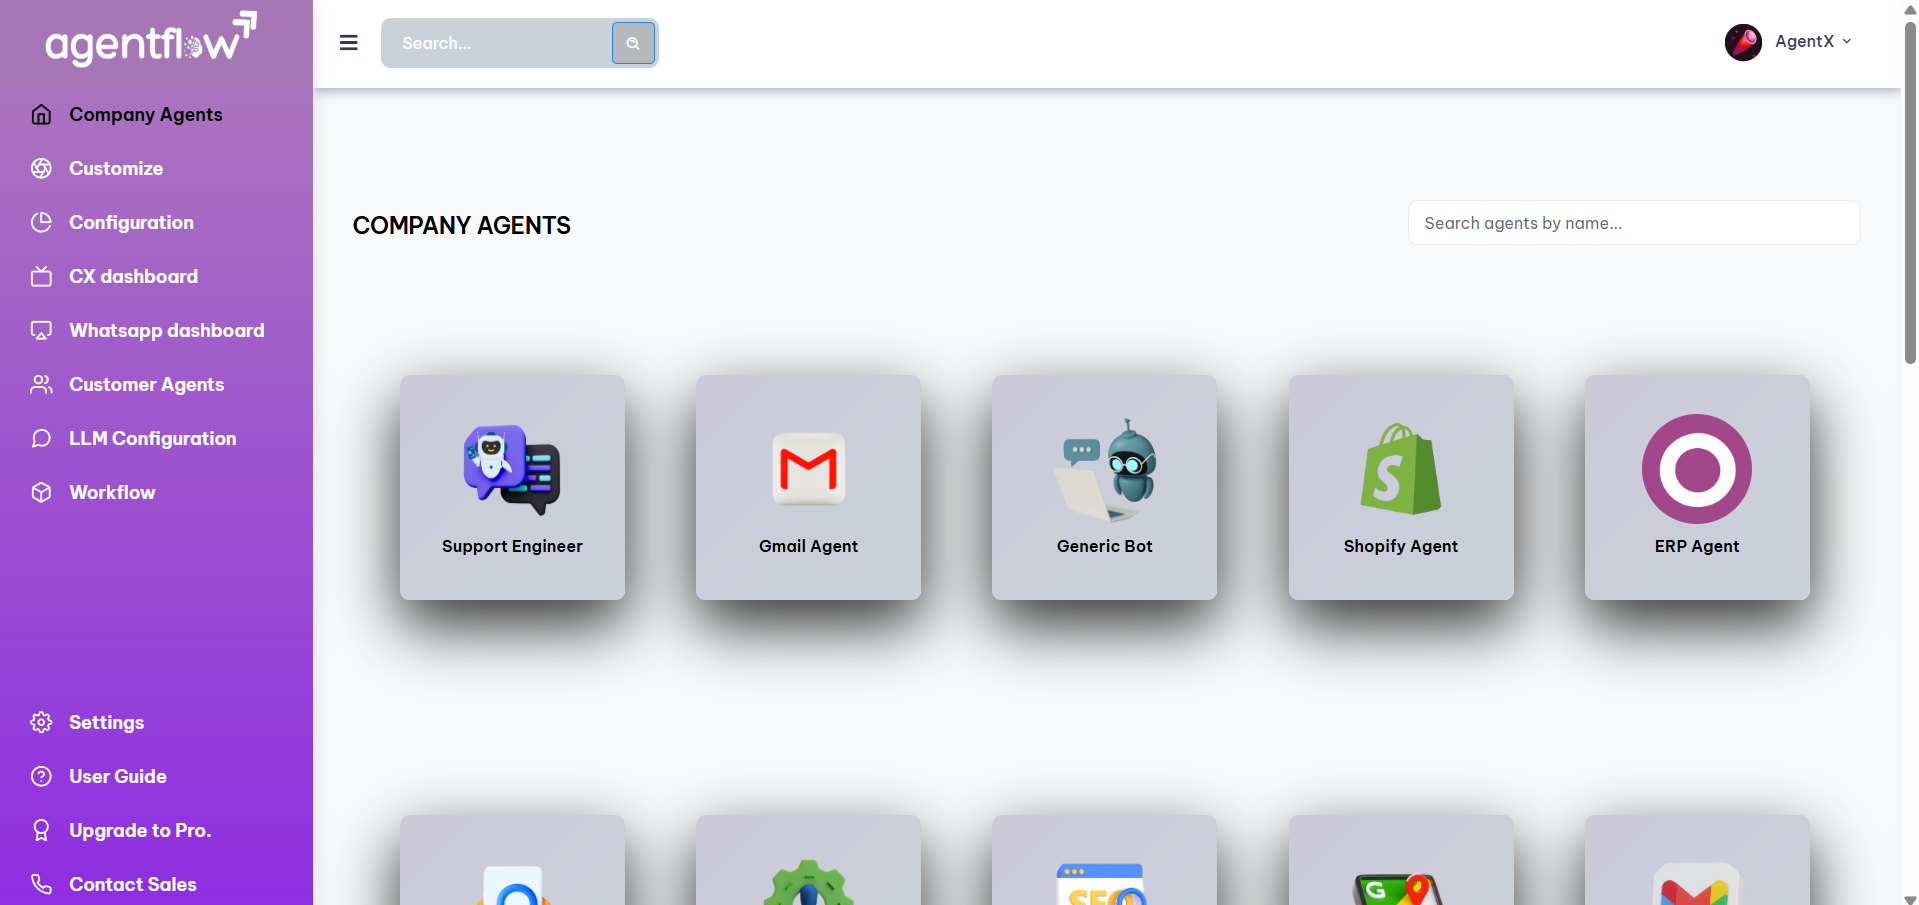 agentflow
Search...
AgentX
Company Agents
Customize
Configuration
CX dashboard
Whatsapp dashboard
Customer Agents
LLM Configuration
Workflow
Settings
User Guide
Upgrade to Pro.
Contact Sales
COMPANY AGENTS
Search agents by name...
Support Engineer
Gmail Agent
Generic Bot
S
Shopify Agent
ERP Agent
SEO
G